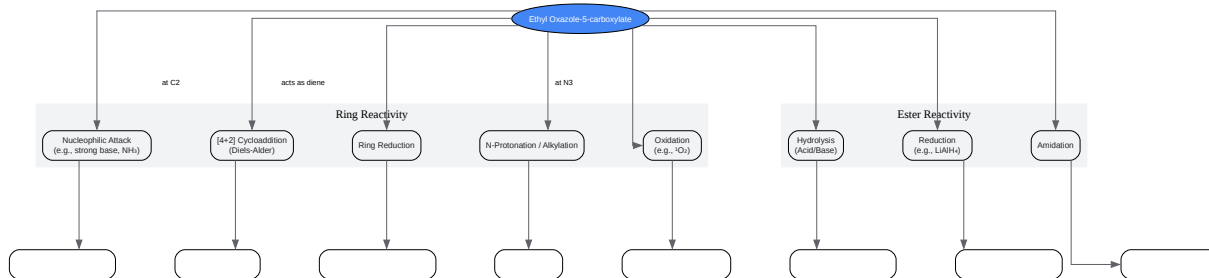 Ethyl Oxazole-5-carboxylate
at C2
acts as diene
at N3
Ring Reactivity
Ester Reactivity
Nucleophilic Attack
(e.g., strong base, NH₃)
[4+2] Cycloaddition
(Diels-Alder)
Ring Reduction
N-Protonation / Alkylation
Oxidation
(e.g., ¹O₂)
Hydrolysis
(Acid/Base)
Reduction
(e.g., LiAlH₄)
Amidation